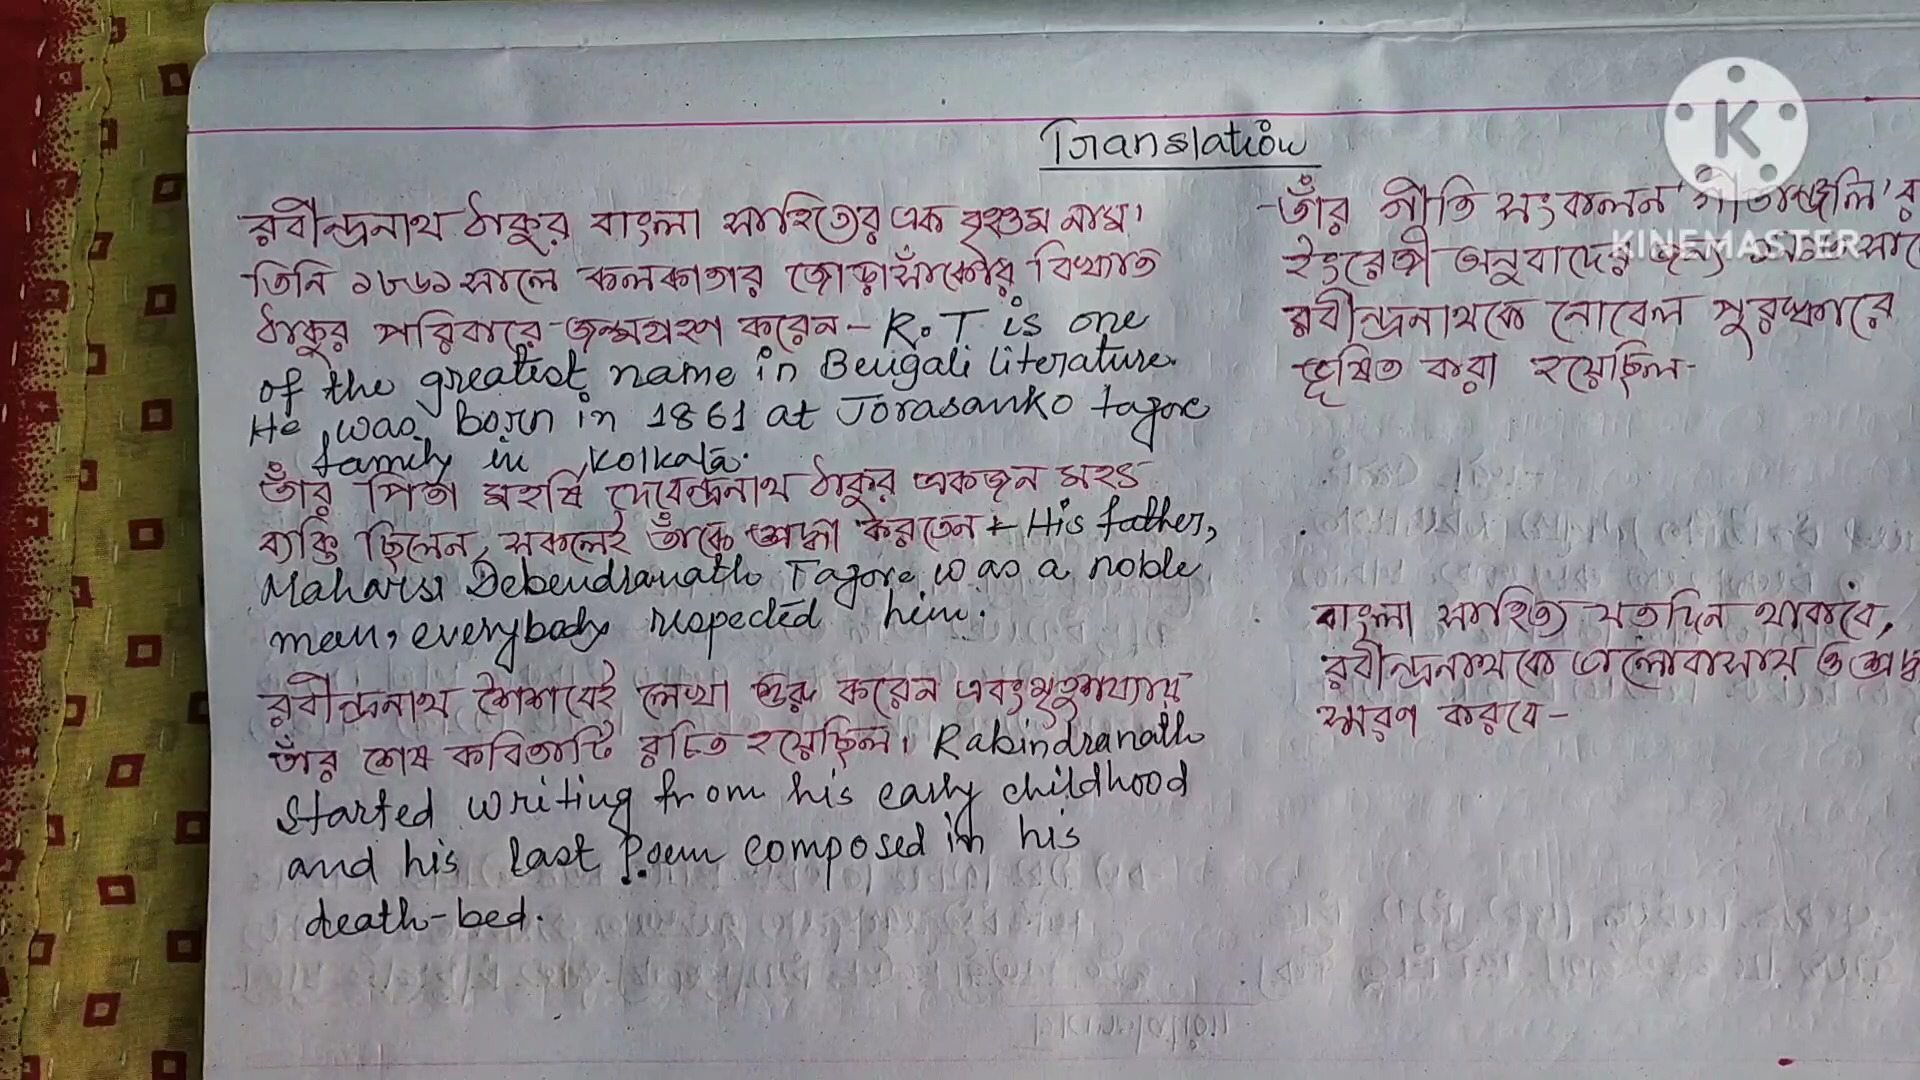 Translation
রবীন্দ্রনাথ ঠাকুর বাংলা সাহিত্যের এক বৃহত্তম নাম।
তিনি ১৮৬১ সালে কলকাতার জোড়াসাঁকোর বিখ্যাত
ঠাকুর পরিবারে জন্মগ্রহণ করেন – R.T is one
of the greatest name in Bengali literature.
He was born in 1861 at Jorasanko tagore
family in Kolkata.
তাঁর পিতা মহর্ষি দেবেন্দ্রনাথ ঠাকুর একজন মহৎ
ব্যক্তি ছিলেন, সকলেই তাঁকে শ্রদ্ধা করতেন – His father,
Maharsi Debendranath Tagore was a noble
man, everybody respected him.
রবীন্দ্রনাথ শৈশবেই লেখা শুরু করেন এবং মৃত্যুশয্যায়
তাঁর শেষ কবিতাটি রচিত হয়েছিল। Rabindranath
started writing from his early childhood
and his last Poem composed in his
death-bed.
তাঁর গীতি সংকলন 'গীতাঞ্জলি'র
ইংরেজী অনুবাদের জন্য
রবীন্দ্রনাথকে নোবেল পুরস্কারে
ভূষিত করা হয়েছিল-
বাংলা সাহিত্য যতদিন থাকবে,
রবীন্দ্রনাথকে ভালোবাসায় ও
স্মরণ করবে–
K
KINEMASTER